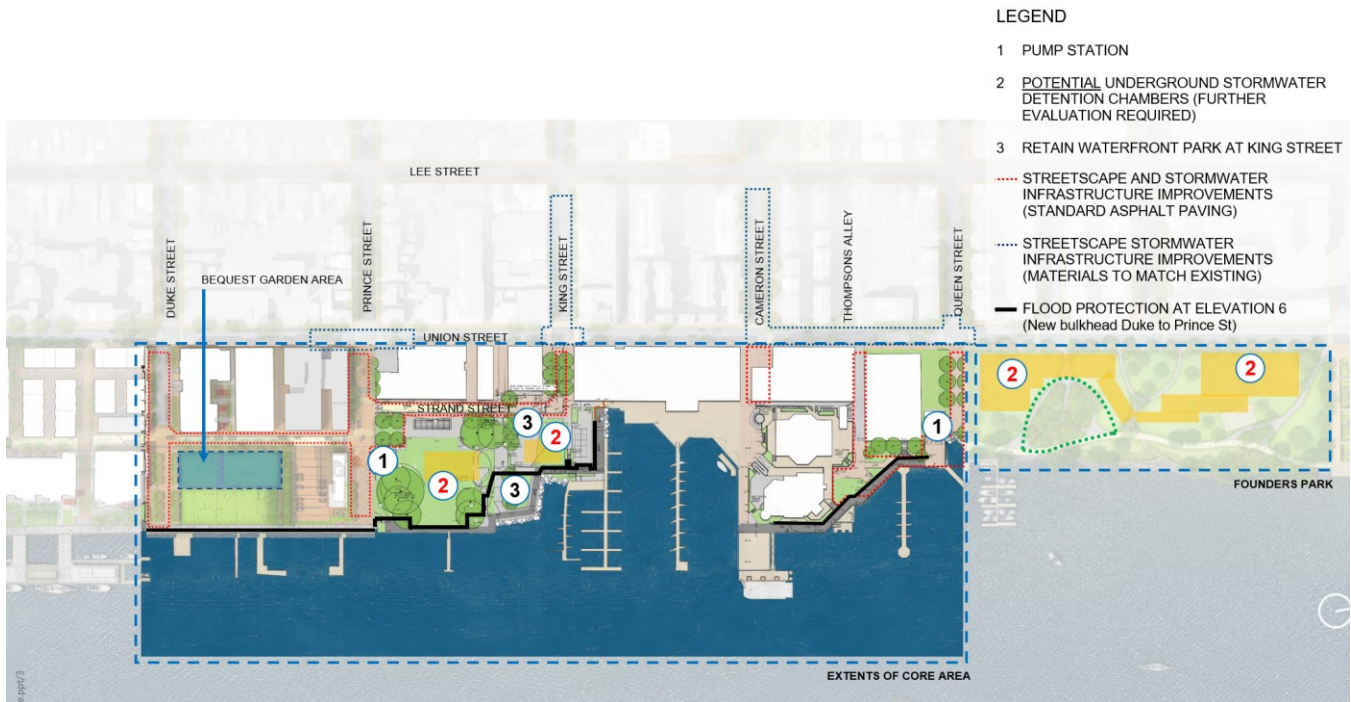 LEGEND
1 PUMP STATION
2 POTENTIAL UNDERGROUND STORMWATER
DETENTION CHAMBERS (FURTHER
EVALUATION REQUIRED)
3 RETAIN WATERFRONT PARK AT KING STREET
STREETSCAPE AND STORMWATER
INFRASTRUCTURE IMPROVEMENTS
(STANDARD ASPHALT PAVING)
STREETSCAPE STORMWATER
INFRASTRUCTURE IMPROVEMENTS
(MATERIALS TO MATCH EXISTING)
FLOOD PROTECTION AT ELEVATION 6
(New bulkhead Duke to Prince St)
LEE STREET
DUKE STREET
BEQUEST GARDEN AREA
PRINCE STREET
KING STREET
CAMERON STREET
THOMPSONS ALLEY
QUEEN STREET
UNION STREET
STRAND STREET
2
2
3
2
1
1
2
3
FOUNDERS PARK
EXTENTS OF CORE AREA
e.ppt/3